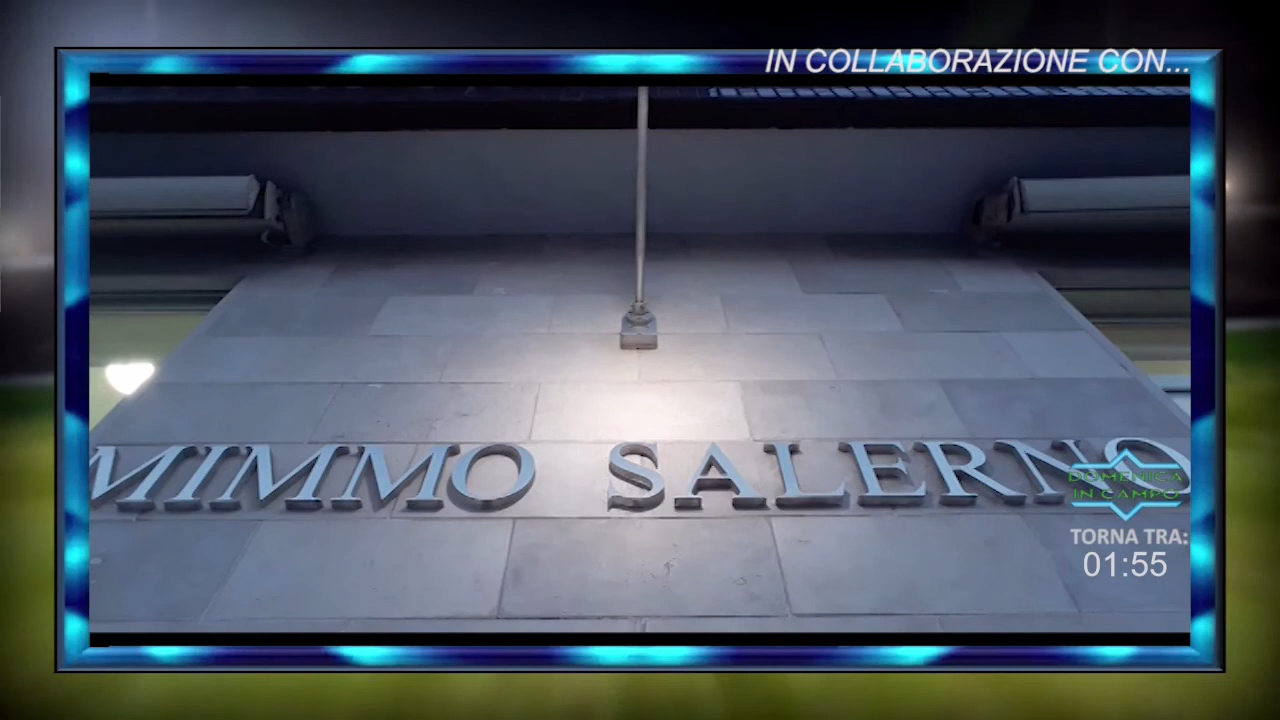 IN COLLABORAZIONE CON...
MIMMO SALERNO
DOMENICA
IN CAMPO
TORNA TRA:
01:55